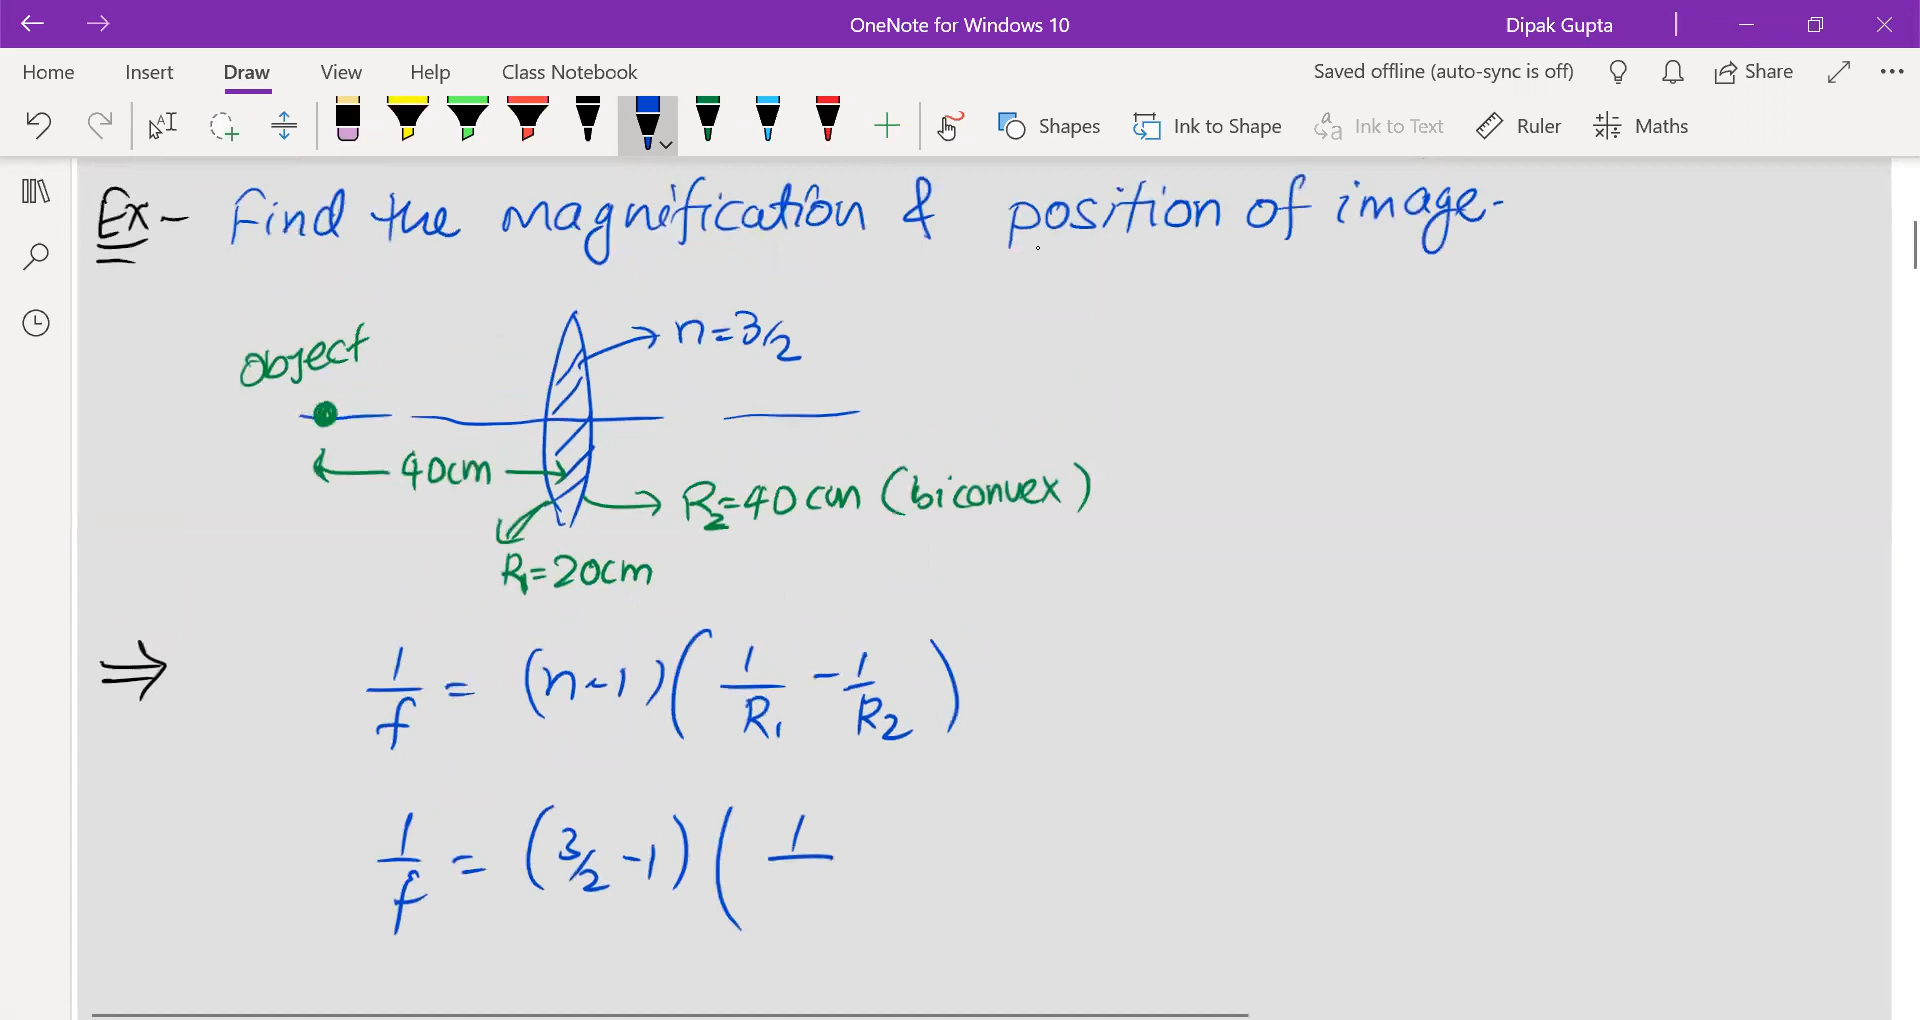 OneNote for Windows 10
Dipak Gupta
Home Insert Draw View Help Class Notebook
Saved offline (auto-sync is off) Share
Shapes Ink to Shape Ink to Text Ruler Maths
Ex- Find the magnification & position of image-
object
n=3/2
40cm
R2=40cm (biconvex)
R1=20cm
⇒ 1/f = (n-1)(1/R1 - 1/R2)
1/f = (3/2 -1)(1/